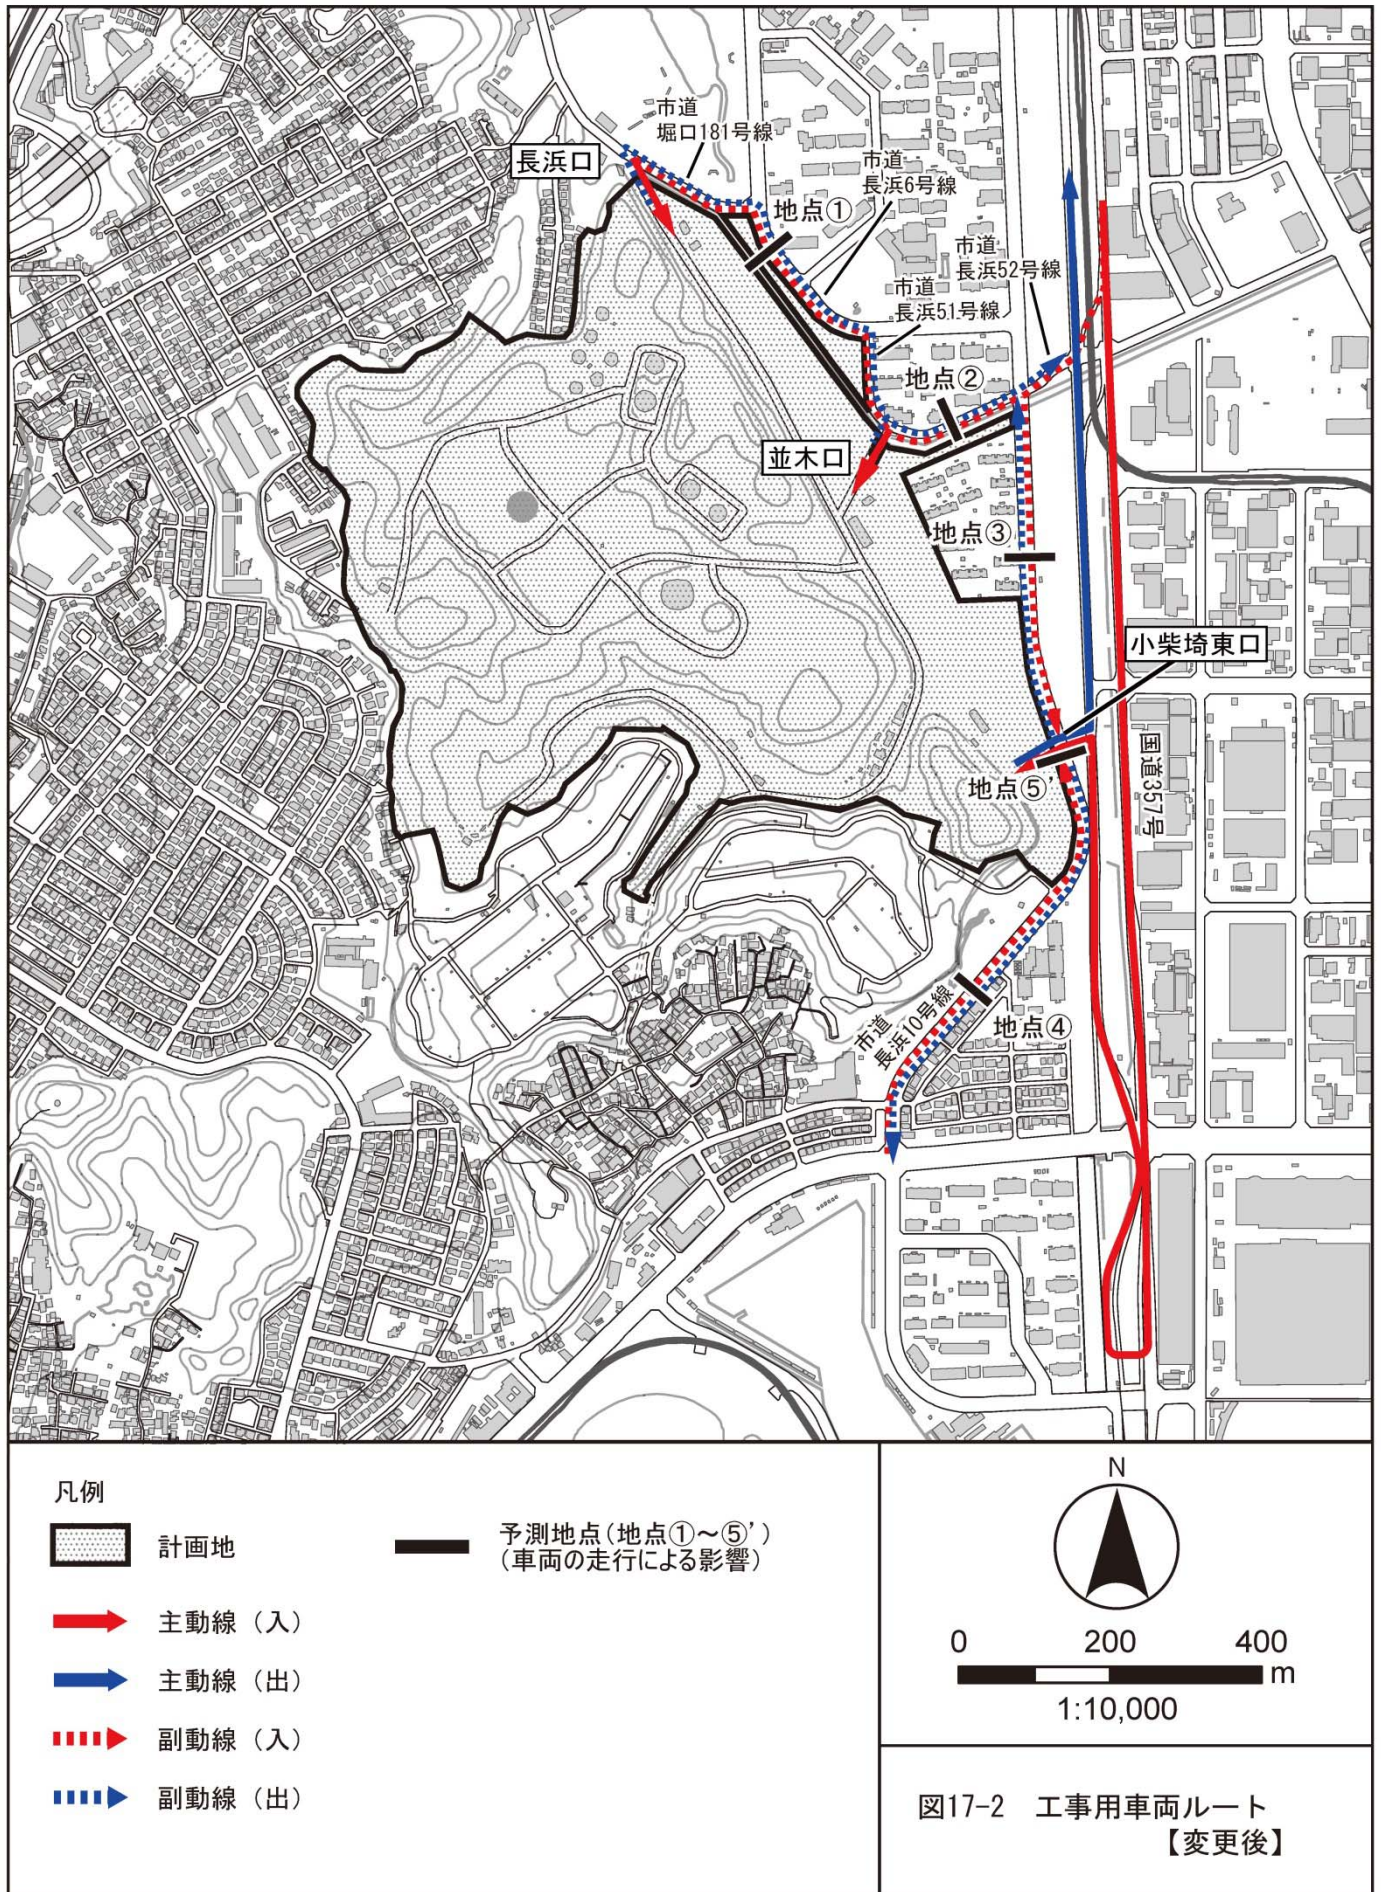 市道
堀口181号線
長浜口
市道
長浜6号線
地点①
市道
長浜52号線
市道
長浜51号線
地点②
並木口
地点③
小柴埼東口
国道357号
地点⑤’
市道
長浜10号線
地点④
凡例
計画地
予測地点(地点①～⑤’)
(車両の走行による影響)
主動線（入）
主動線（出）
副動線（入）
副動線（出）
N
0 200 400
m
1:10,000
図17-2 工事用車両ルート
【変更後】